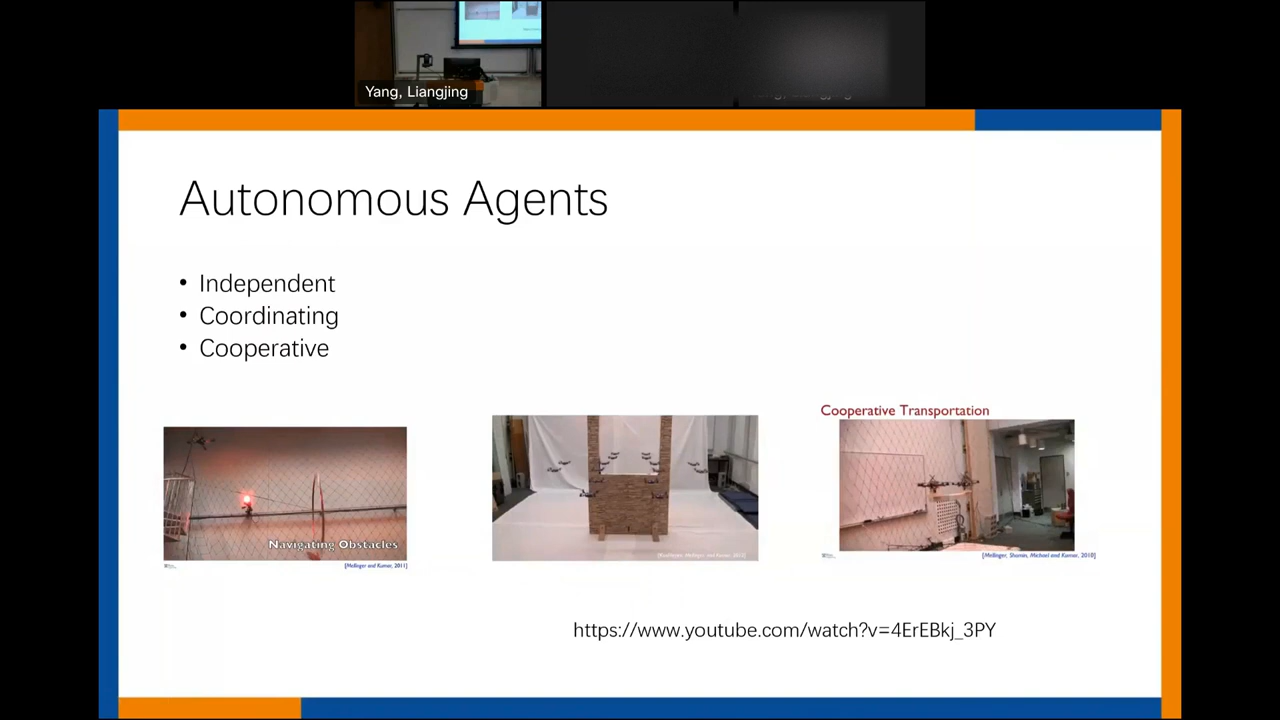 Yang, Liangjing
Autonomous Agents
• Independent
• Coordinating
• Cooperative
Cooperative Transportation
Navigating Obstacles
[Mellinger and Kumar, 2011]
[Mellinger, Shomin, Michael and Kumar, 2010]
https://www.youtube.com/watch?v=4ErEBkj_3PY